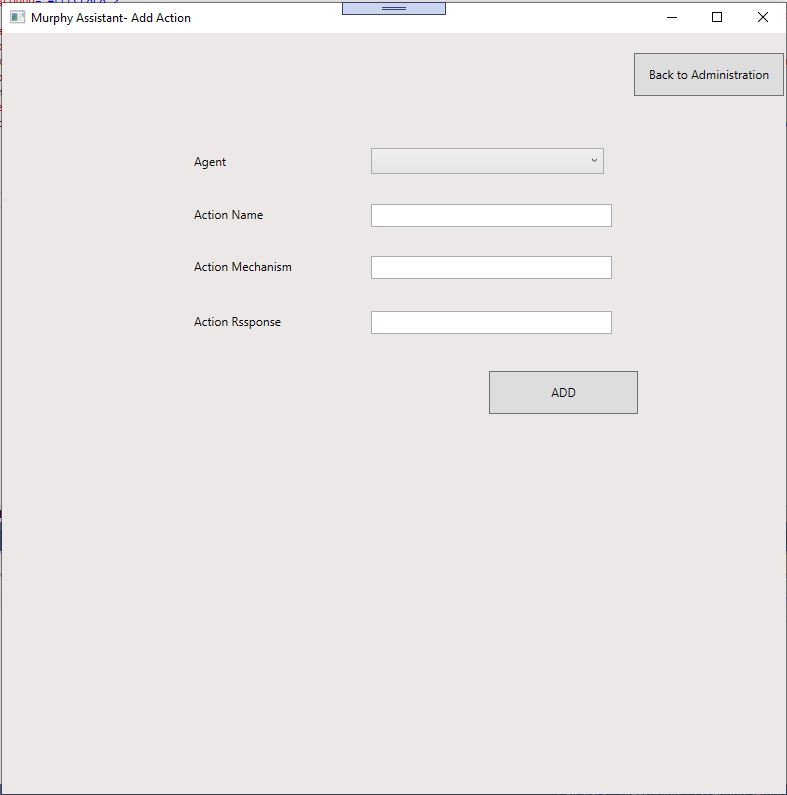 Murphy Assistant- Add Action
Back to Administration
Agent
Action Name
Action Mechanism
Action Rssponse
ADD